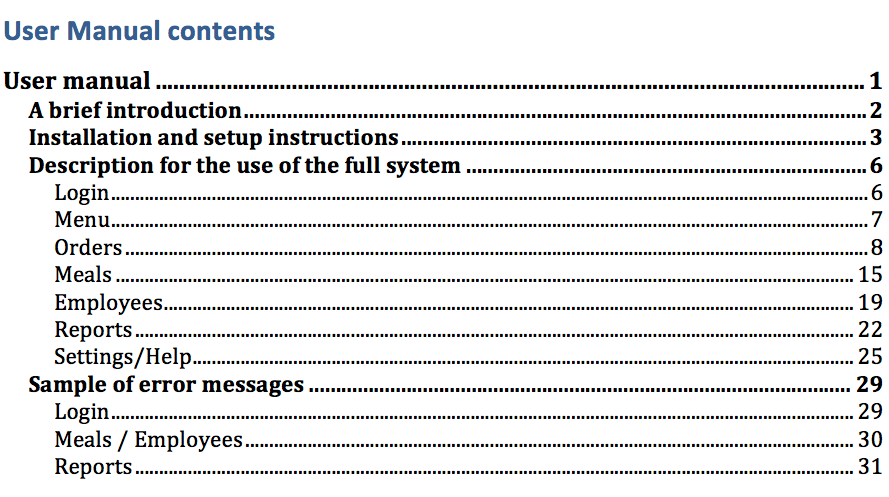 User Manual contents
User manual ........................................................................................................................ 1
A brief introduction ........................................................................................................................ 2
Installation and setup instructions ........................................................................................................................ 3
Description for the use of the full system ........................................................................................................................ 6
Login ........................................................................................................................ 6
Menu ........................................................................................................................ 7
Orders ........................................................................................................................ 8
Meals ........................................................................................................................ 15
Employees ........................................................................................................................ 19
Reports ........................................................................................................................ 22
Settings/Help ........................................................................................................................ 25
Sample of error messages ........................................................................................................................ 29
Login ........................................................................................................................ 29
Meals / Employees ........................................................................................................................ 30
Reports ........................................................................................................................ 31